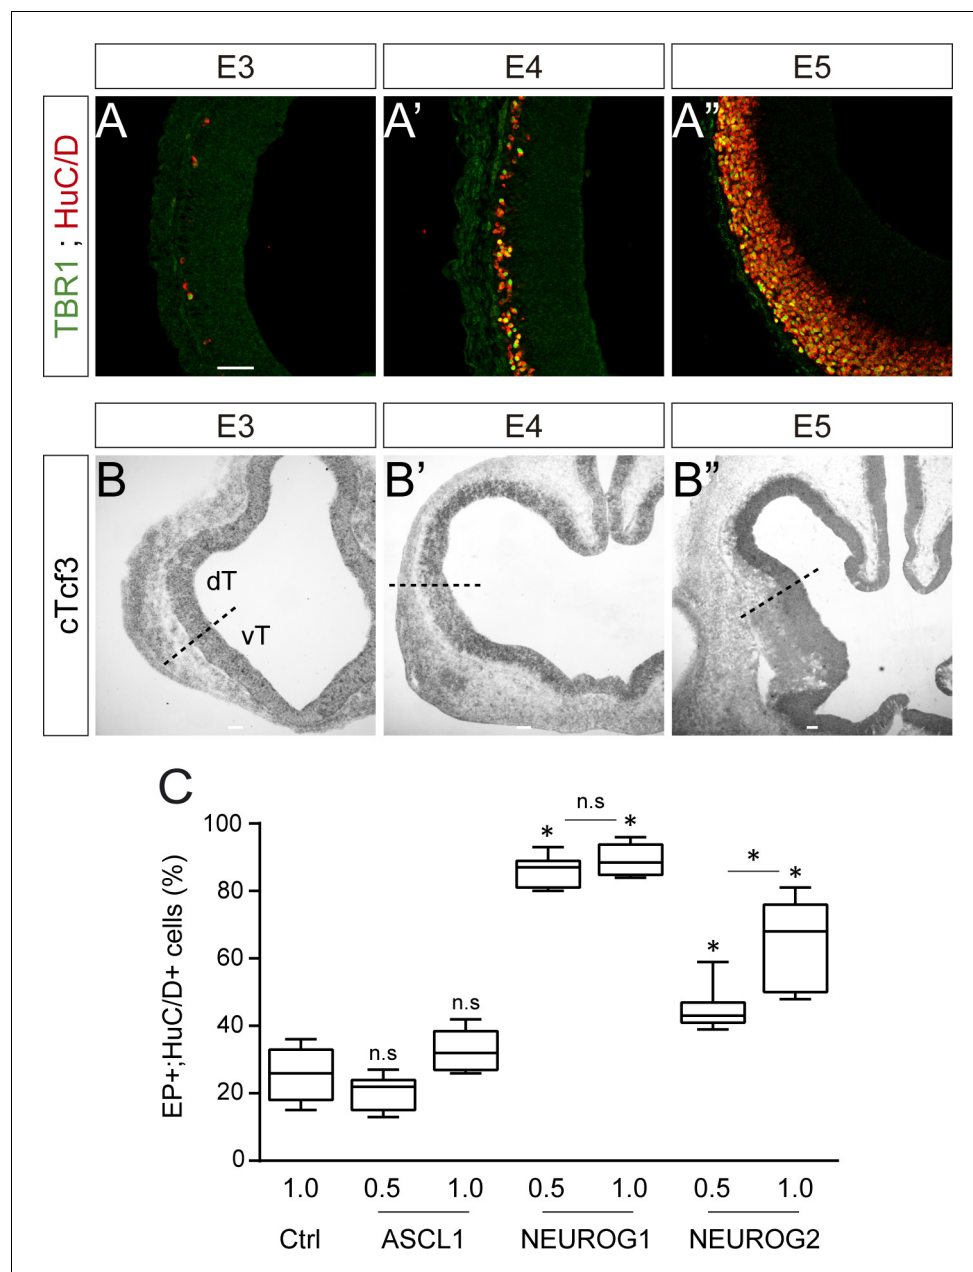 E3 E4 E5
TBR1 ; HuC/D
A A' A"
E3 E4 E5
cTcf3
B B' B"
dT
vT
C
EP+;HuC/D+ cells (%)
100
80
60
40
20
0
n.s
n.s
*
n.s
*
*
*
*
1.0 0.5 1.0 0.5 1.0 0.5 1.0
Ctrl ASCL1 NEUROG1 NEUROG2